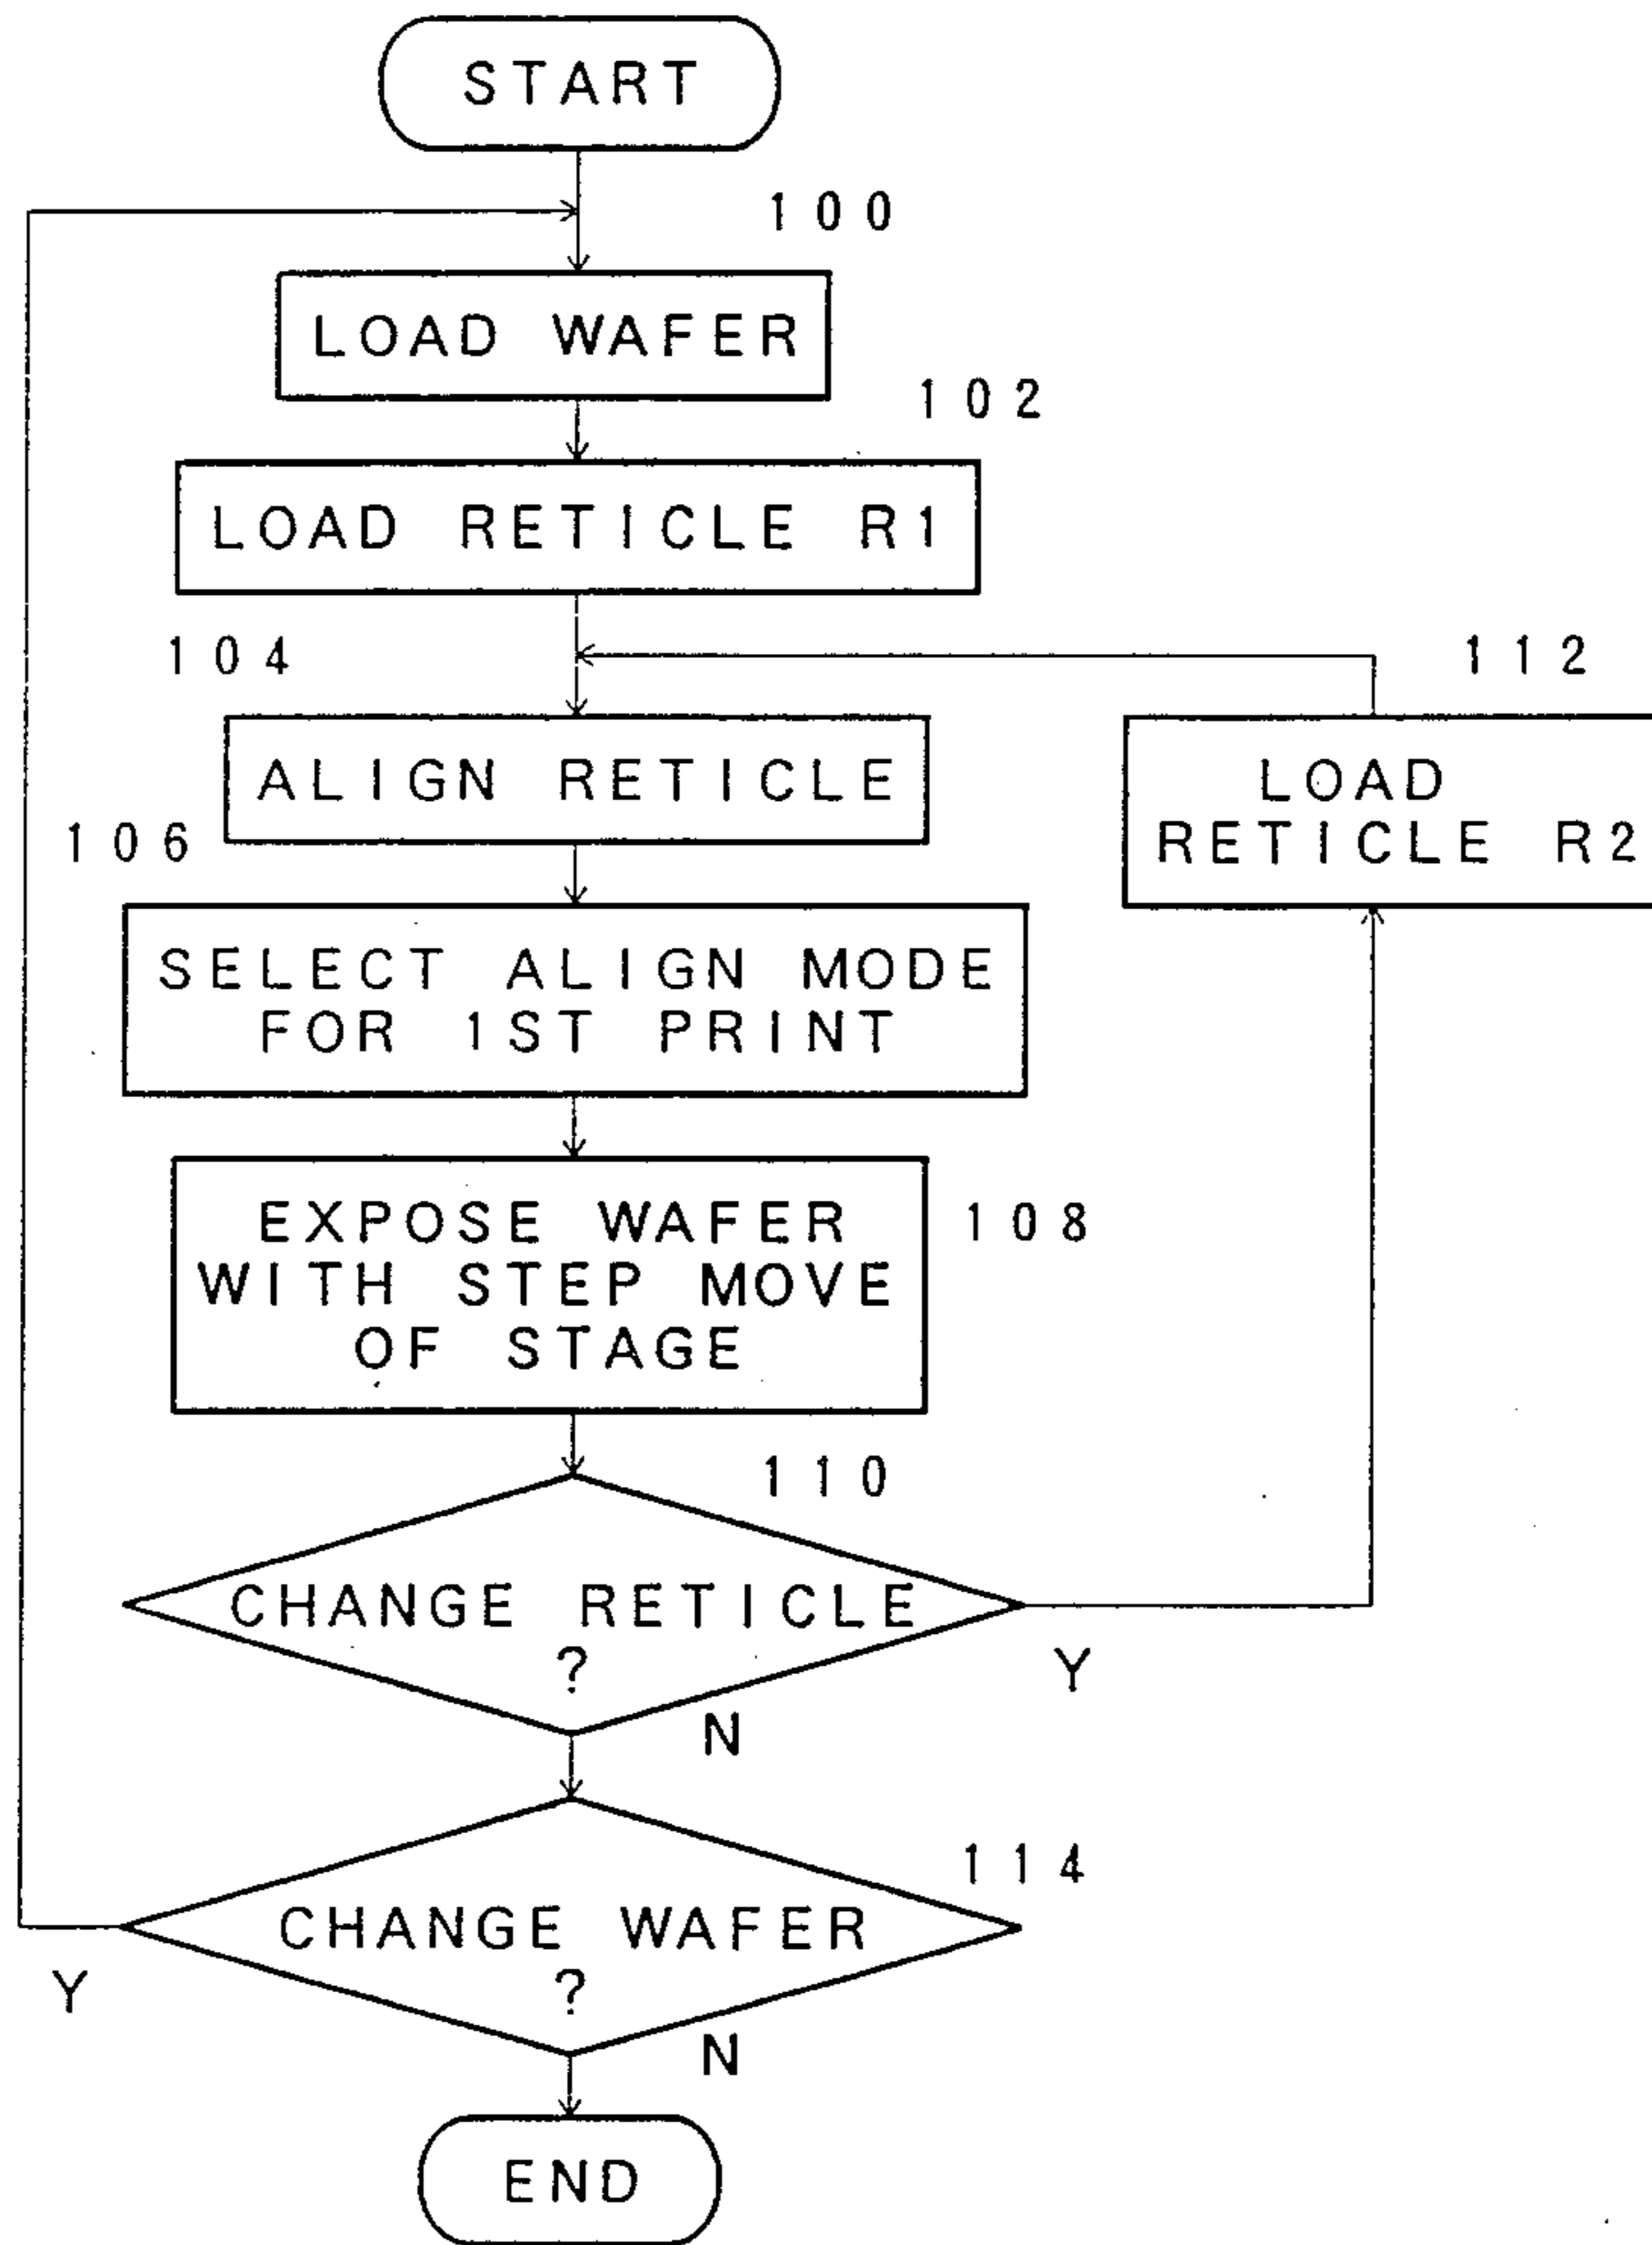 START
100
LOAD WAFER
102
LOAD RETICLE R1
104
112
ALIGN RETICLE
LOAD
RETICLE R2
106
SELECT ALIGN MODE
FOR 1ST PRINT
EXPOSE WAFER
WITH STEP MOVE
OF STAGE
108
110
CHANGE RETICLE
?
Y
N
114
CHANGE WAFER
?
Y
N
END